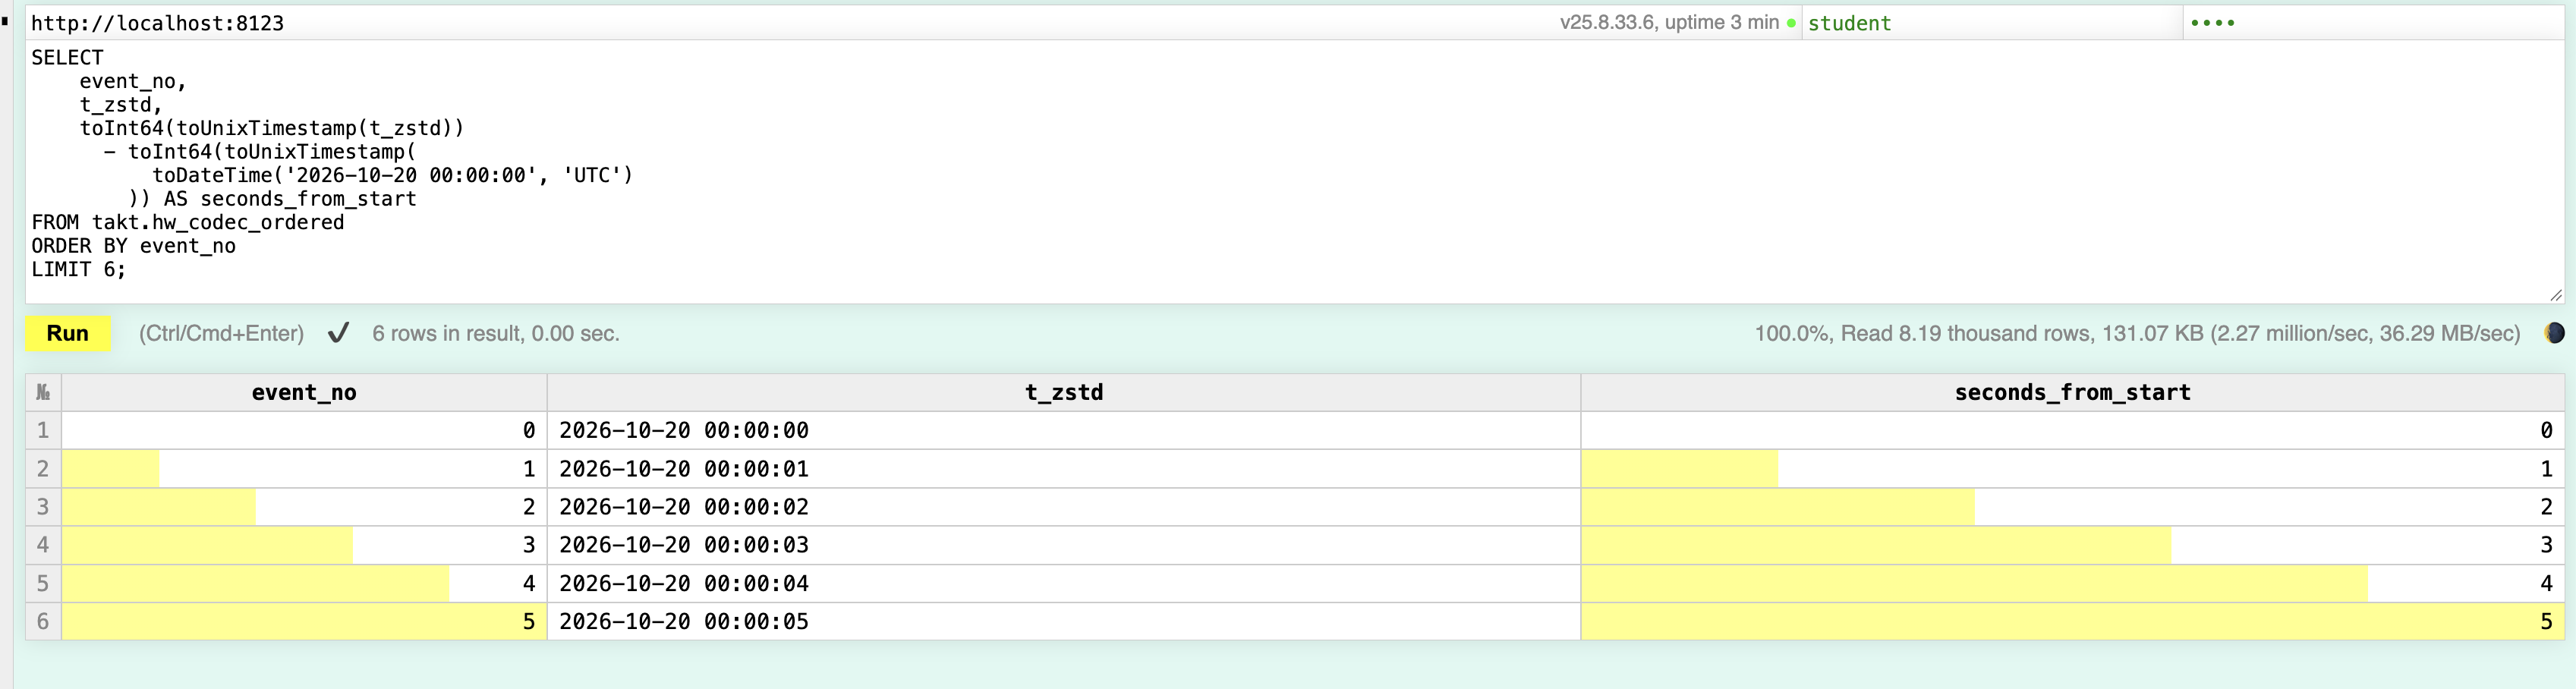 http://localhost:8123 v25.8.33.6, uptime 3 min student ••••
SELECT
    event_no,
    t_zstd,
    toInt64(toUnixTimestamp(t_zstd))
      - toInt64(toUnixTimestamp(
          toDateTime('2026-10-20 00:00:00', 'UTC')
        )) AS seconds_from_start
FROM takt.hw_codec_ordered
ORDER BY event_no
LIMIT 6;
Run (Ctrl/Cmd+Enter) ✔ 6 rows in result, 0.00 sec. 100.0%, Read 8.19 thousand rows, 131.07 KB (2.27 million/sec, 36.29 MB/sec)
№ event_no t_zstd seconds_from_start
1 0 2026-10-20 00:00:00 0
2 1 2026-10-20 00:00:01 1
3 2 2026-10-20 00:00:02 2
4 3 2026-10-20 00:00:03 3
5 4 2026-10-20 00:00:04 4
6 5 2026-10-20 00:00:05 5